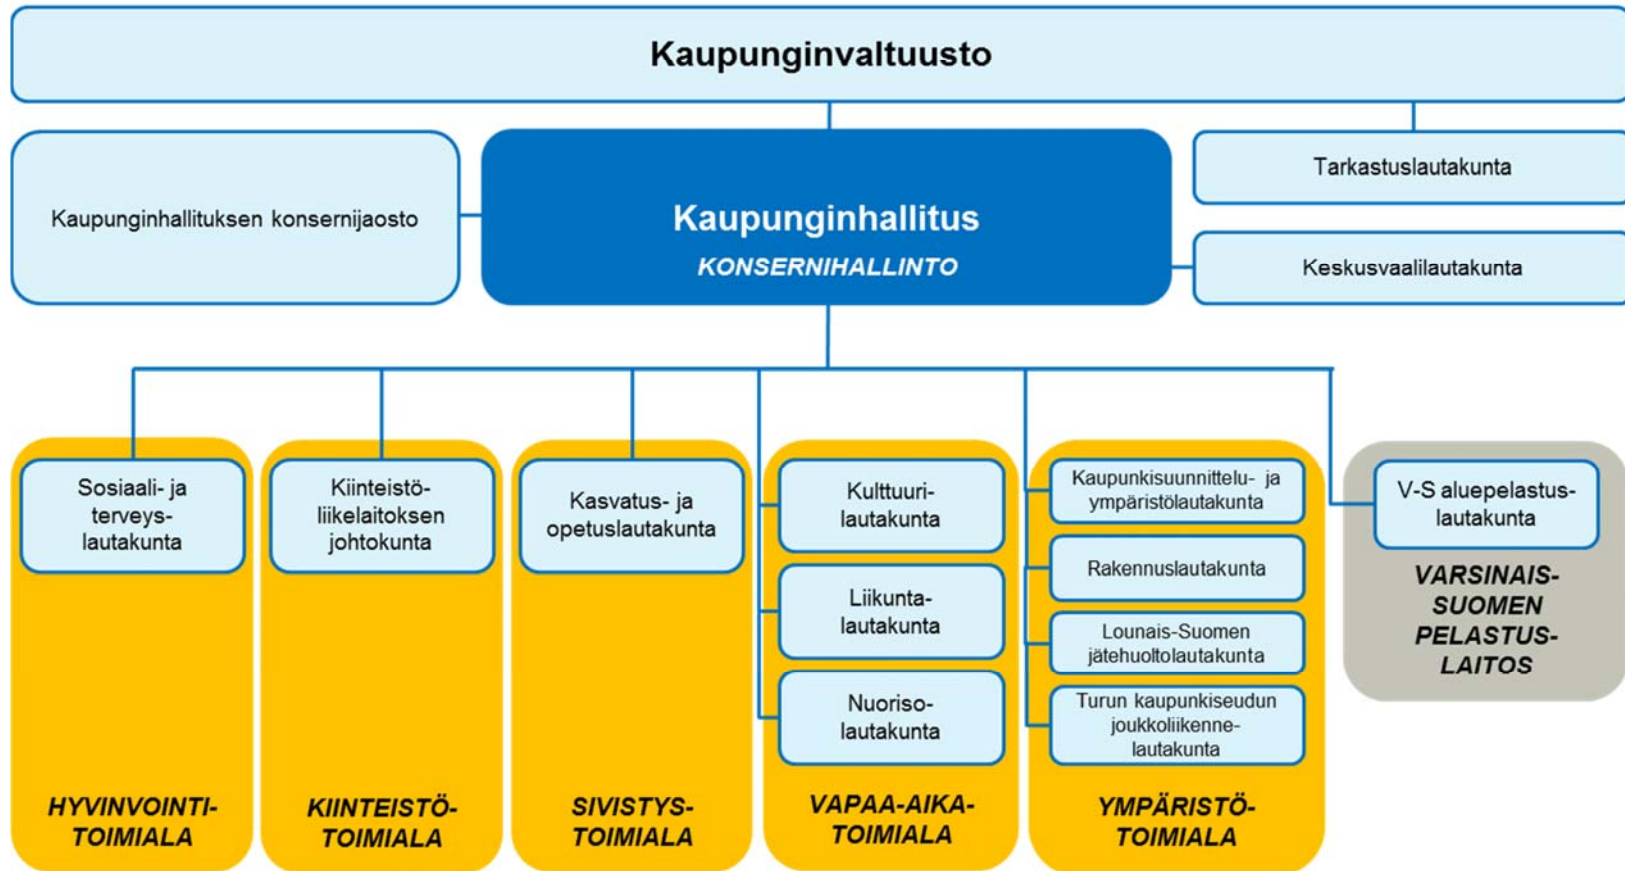 Kaupunginvaltuusto
Kaupunginhallituksen konsernijaosto
Kaupunginhallitus
KONSERNIHALLINTO
Tarkastuslautakunta
Keskusvaalilautakunta
Sosiaali- ja
terveys-
lautakunta
HYVINVOINTI-
TOIMIALA
Kiinteistö-
liikelaitoksen
johtokunta
KIINTEISTÖ-
TOIMIALA
Kasvatus- ja
opetuslautakunta
SIVISTYS-
TOIMIALA
Kulttuuri-
lautakunta
Liikunta-
lautakunta
Nuoriso-
lautakunta
VAPAA-AIKA-
TOIMIALA
Kaupunkisuunnittelu- ja
ympäristölautakunta
Rakennuslautakunta
Lounais-Suomen
jätehuoltolautakunta
Turun kaupunkiseudun
joukkoliikenne-
lautakunta
YMPÄRISTÖ-
TOIMIALA
V-S aluepelastus-
lautakunta
VARSINAIS-
SUOMEN
PELASTUS-
LAITOS